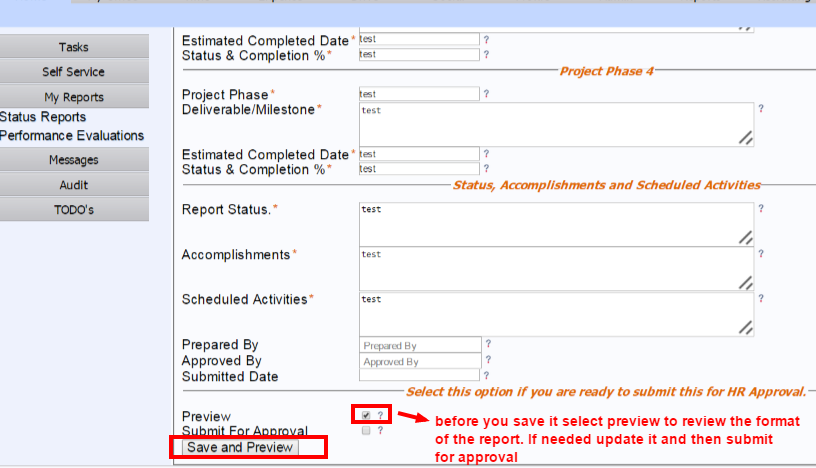 Tasks
Self Service
My Reports
Status Reports
Performance Evaluations
Messages
Audit
TODO's
Estimated Completed Date* test ?
Status & Completion %* test ?
Project Phase 4
Project Phase* test ?
Deliverable/Milestone* test ?
Estimated Completed Date* test ?
Status & Completion %* test ?
Status, Accomplishments and Scheduled Activities
Report Status.* test ?
Accomplishments* test ?
Scheduled Activities* test ?
Prepared By Prepared By ?
Approved By Approved By ?
Submitted Date ?
Select this option if you are ready to submit this for HR Approval.
Preview ?
Submit For Approval ?
Save and Preview
before you save it select preview to review the format
of the report. If needed update it and then submit
for approval